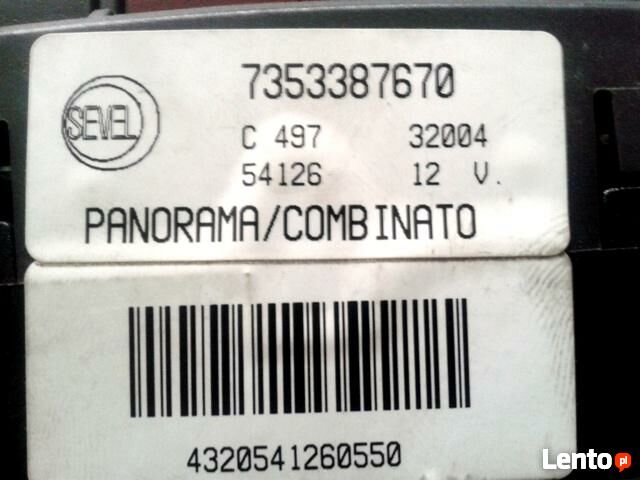 SEVEL
7353387670
C 497 32004
54126 12 V.
PANORAMA/COMBINATO
4320541260550
Lento pl